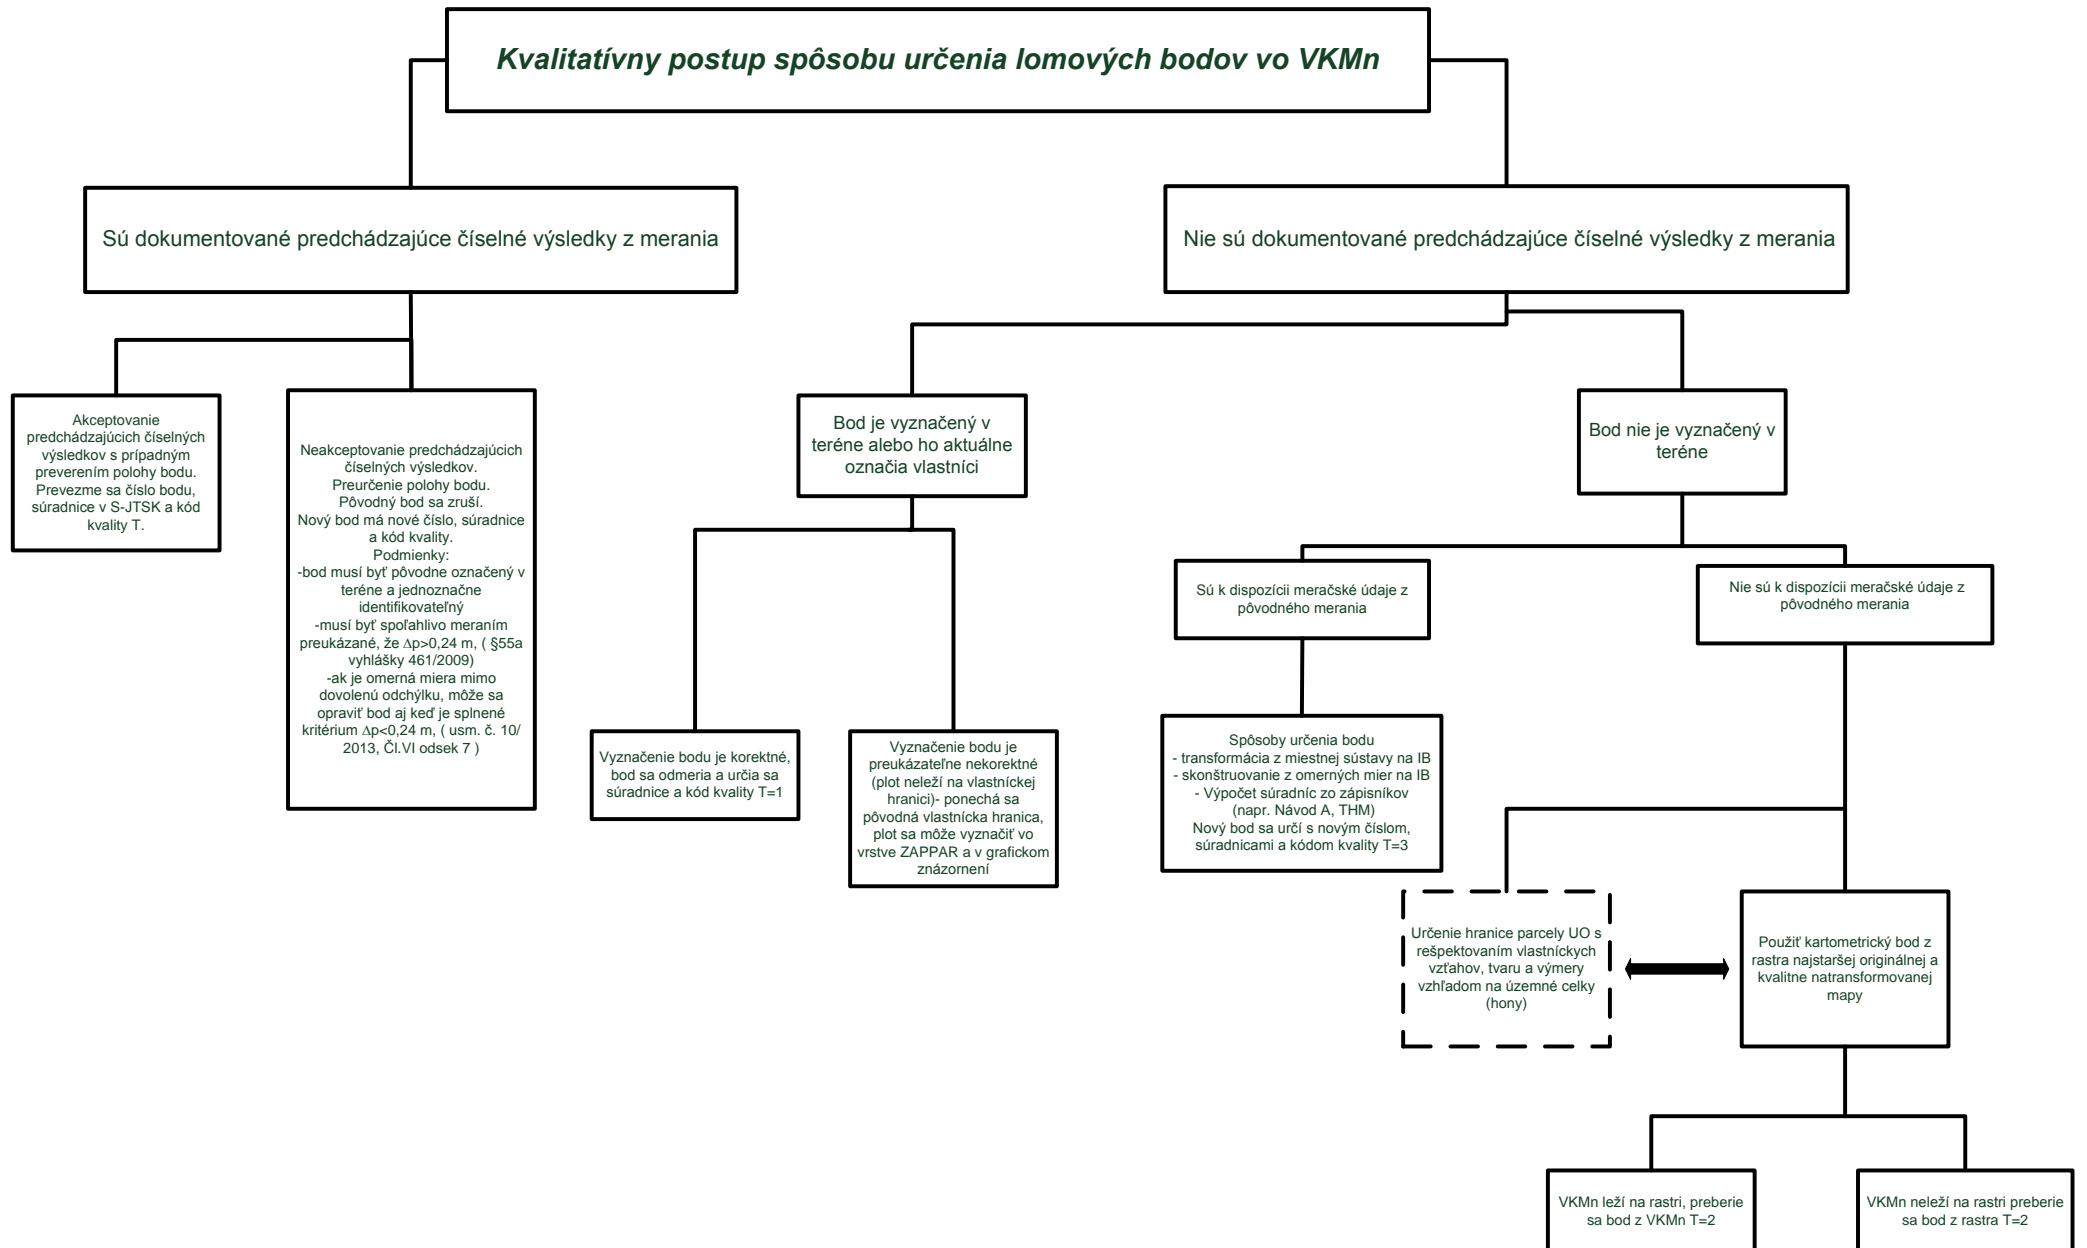 Kvalitatívny postup spôsobu určenia lomových bodov vo VKMn
Sú dokumentované predchádzajúce číselné výsledky z merania
Nie sú dokumentované predchádzajúce číselné výsledky z merania
Akceptovanie
predchádzajúcich číselných
výsledkov s prípadným
preverením polohy bodu.
Prevezme sa číslo bodu,
súradnice v S-JTSK a kód
kvality T.
Neakceptovanie predchádzajúcich
číselných výsledkov.
Preurčenie polohy bodu.
Pôvodný bod sa zruší.
Nový bod má nové číslo, súradnice
a kód kvality.
Podmienky:
-bod musí byť pôvodne označený v
teréne a jednoznačne
identifikovateľný
-musí byť spoľahlivo meraním
preukázané, že Δp>0,24 m, ( §55a
vyhlášky 461/2009)
-ak je omerná miera mimo
dovolenú odchýlku, môže sa
opraviť bod aj keď je splnené
kritérium Δp<0,24 m, ( usm. č. 10/
2013, Čl.VI odsek 7 )
Bod je vyznačený v
teréne alebo ho aktuálne
označia vlastníci
Bod nie je vyznačený v
teréne
Vyznačenie bodu je korektné,
bod sa odmeria a určia sa
súradnice a kód kvality T=1
Vyznačenie bodu je
preukázateľne nekorektné
(plot neleží na vlastníckej
hranici)- ponechá sa
pôvodná vlastnícka hranica,
plot sa môže vyznačiť vo
vrstve ZAPPAR a v grafickom
znázornení
Sú k dispozícii meračské údaje z
pôvodného merania
Nie sú k dispozícii meračské údaje z
pôvodného merania
Spôsoby určenia bodu
- transformácia z miestnej sústavy na IB
- skonštruovanie z omerných mier na IB
- Výpočet súradníc zo zápisníkov
(napr. Návod A, THM)
Nový bod sa určí s novým číslom,
súradnicami a kódom kvality T=3
Určenie hranice parcely UO s
rešpektovaním vlastníckych
vzťahov, tvaru a výmery
vzhľadom na územné celky
(hony)
Použiť kartometrický bod z
rastra najstaršej originálnej a
kvalitne natransformovanej
mapy
VKMn leží na rastri, preberie
sa bod z VKMn T=2
VKMn neleží na rastri preberie
sa bod z rastra T=2